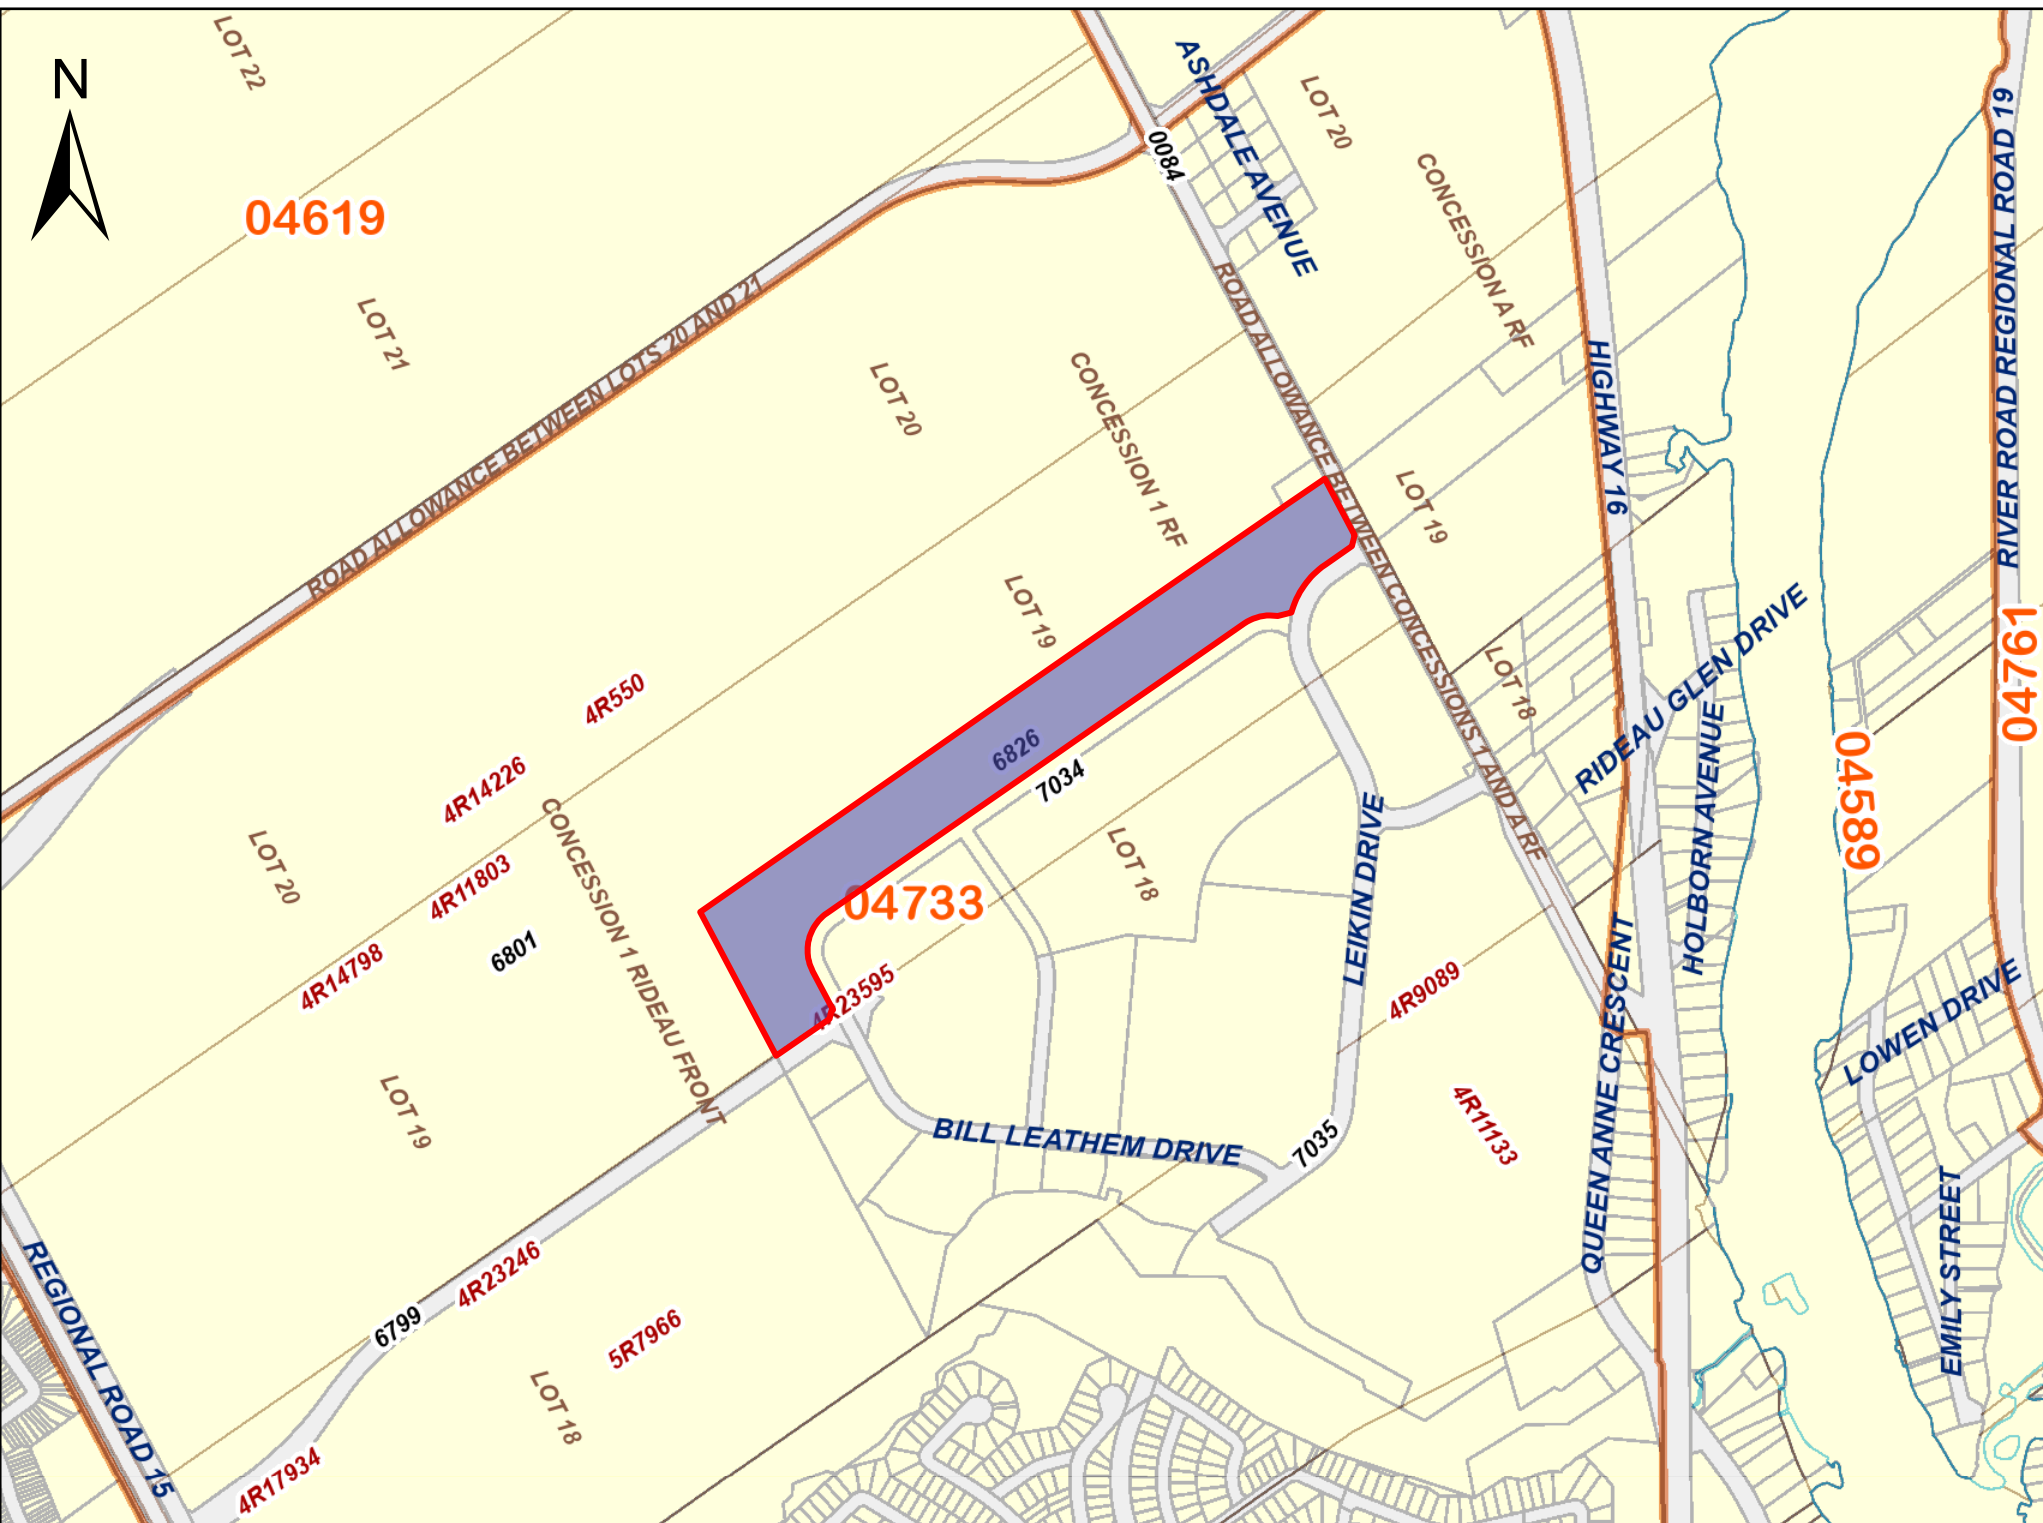 LOT 22
N
04619
ASHDALE AVENUE
LOT 20
0084
CONCESSION A RF
RIVER ROAD REGIONAL ROAD 19
LOT 21
ROAD ALLOWANCE BETWEEN LOTS 20 AND 21
LOT 20
CONCESSION 1 RF
ROAD ALLOWANCE BETWEEN CONCESSIONS 1 AND A RF
HIGHWAY 16
LOT 19
LOT 19
LOT 18
RIDEAU GLEN DRIVE
04761
4R550
6826
7034
4R14226
HOLBORN AVENUE
04589
LOT 20
4R11803
CONCESSION 1 RIDEAU FRONT
04733
LOT 18
LEIKIN DRIVE
6801
4R14798
4R23595
4R9089
QUEEN ANNE CRESCENT
LOWEN DRIVE
LOT 19
BILL LEATHEM DRIVE
7035
4R11133
EMILY STREET
REGIONAL ROAD 15
4R23246
6799
5R7966
LOT 18
4R17934